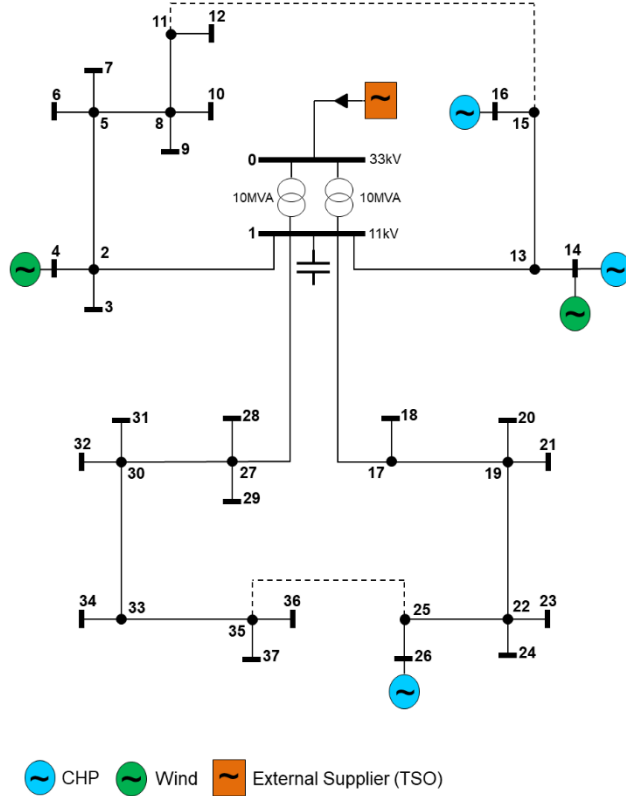 11 12
7
6 5 8 10
9
16
15
0 33kV
10MVA 10MVA
1 11kV
4 2
3
13 14
31 28 18 20
32 30 27 17 19 21
29
34 33 36 25 22 23
35 37 26 24
~ CHP ~ Wind ~ External Supplier (TSO)